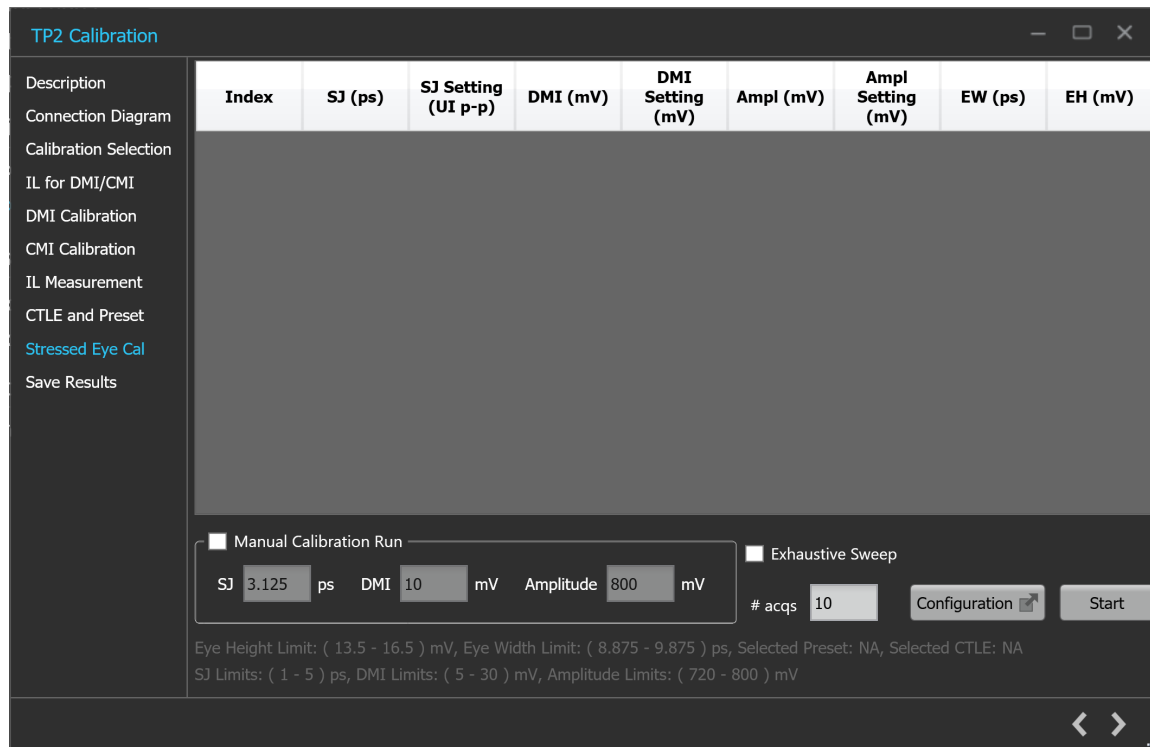 TP2 Calibration
Description
Connection Diagram
Calibration Selection
IL for DMI/CMI
DMI Calibration
CMI Calibration
IL Measurement
CTLE and Preset
Stressed Eye Cal
Save Results
Index SJ (ps) SJ Setting (UI p-p) DMI (mV) DMI Setting (mV) Ampl (mV) Ampl Setting (mV) EW (ps) EH (mV)
Manual Calibration Run
SJ 3.125 ps DMI 10 mV Amplitude 800 mV
Exhaustive Sweep
# acqs 10 Configuration Start
Eye Height Limit: ( 13.5 - 16.5 ) mV, Eye Width Limit: ( 8.875 - 9.875 ) ps, Selected Preset: NA, Selected CTLE: NA
SJ Limits: ( 1 - 5 ) ps, DMI Limits: ( 5 - 30 ) mV, Amplitude Limits: ( 720 - 800 ) mV